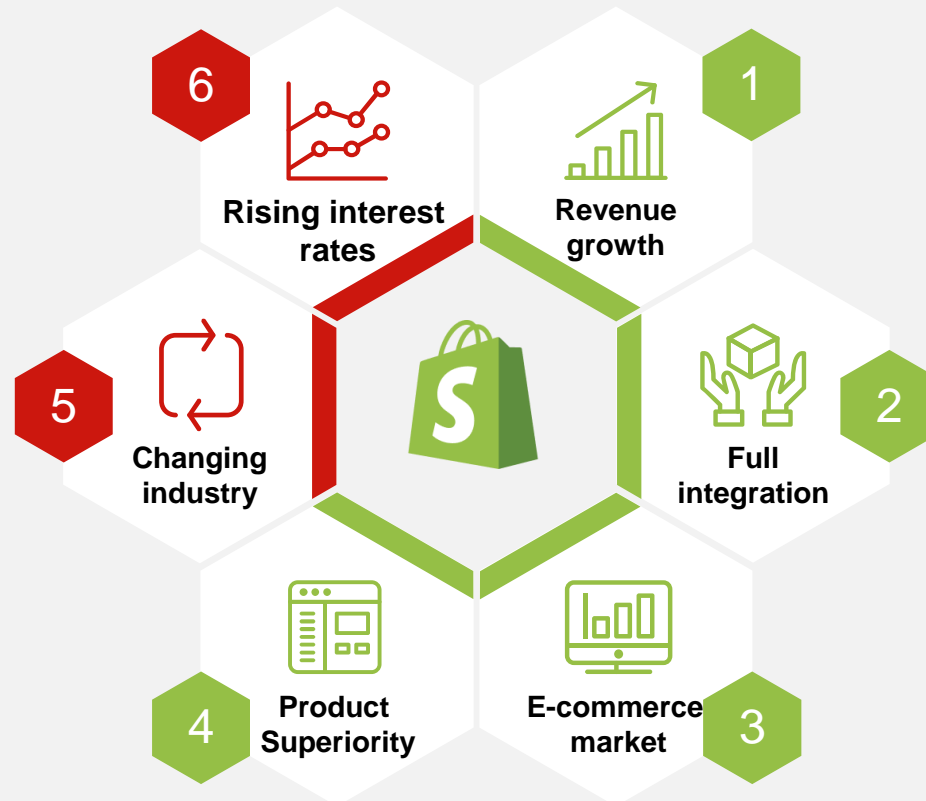 1
Revenue
growth
2
Full
integration
3
E-commerce
market
4
Product
Superiority
5
Changing
industry
6
Rising interest
rates
S